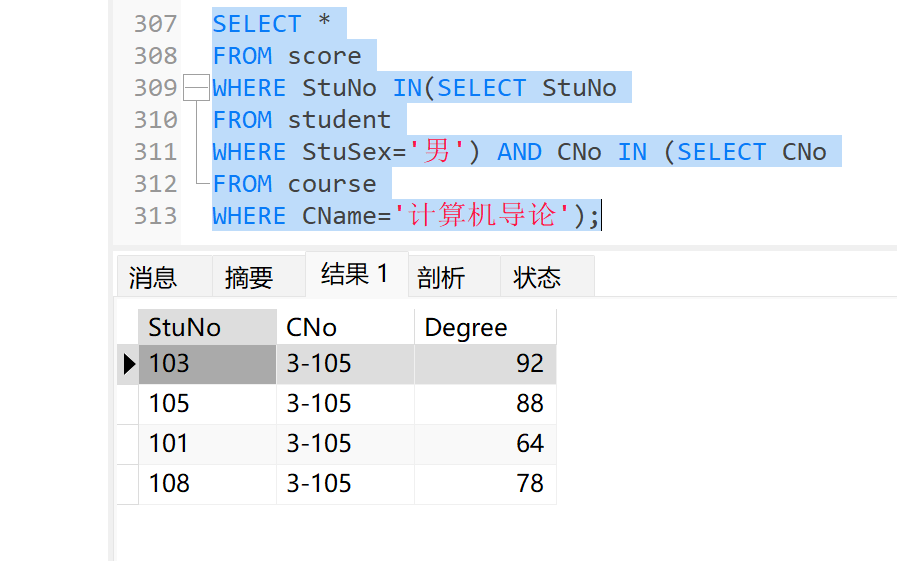 307 SELECT *
308 FROM score
309 WHERE StuNo IN(SELECT StuNo
310 FROM student
311 WHERE StuSex='男') AND CNo IN (SELECT CNo
312 FROM course
313 WHERE CName='计算机导论');
消息 摘要 结果 1 剖析 状态
StuNo CNo Degree
103 3-105 92
105 3-105 88
101 3-105 64
108 3-105 78